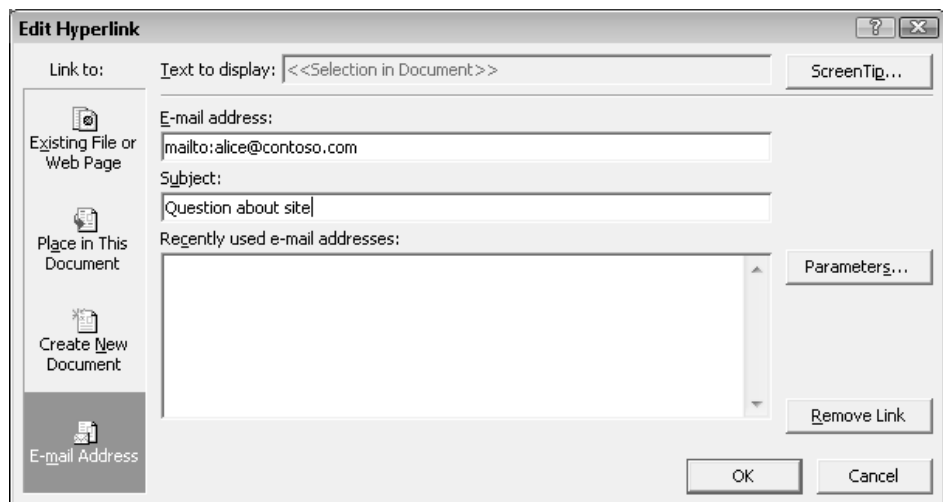 Edit Hyperlink
Link to:
Text to display: <<Selection in Document>>
ScreenTip...
Existing File or
Web Page
Place in This
Document
Create New
Document
E-mail Address
E-mail address:
mailto:alice@contoso.com
Subject:
Question about site
Recently used e-mail addresses:
Parameters...
Remove Link
OK
Cancel